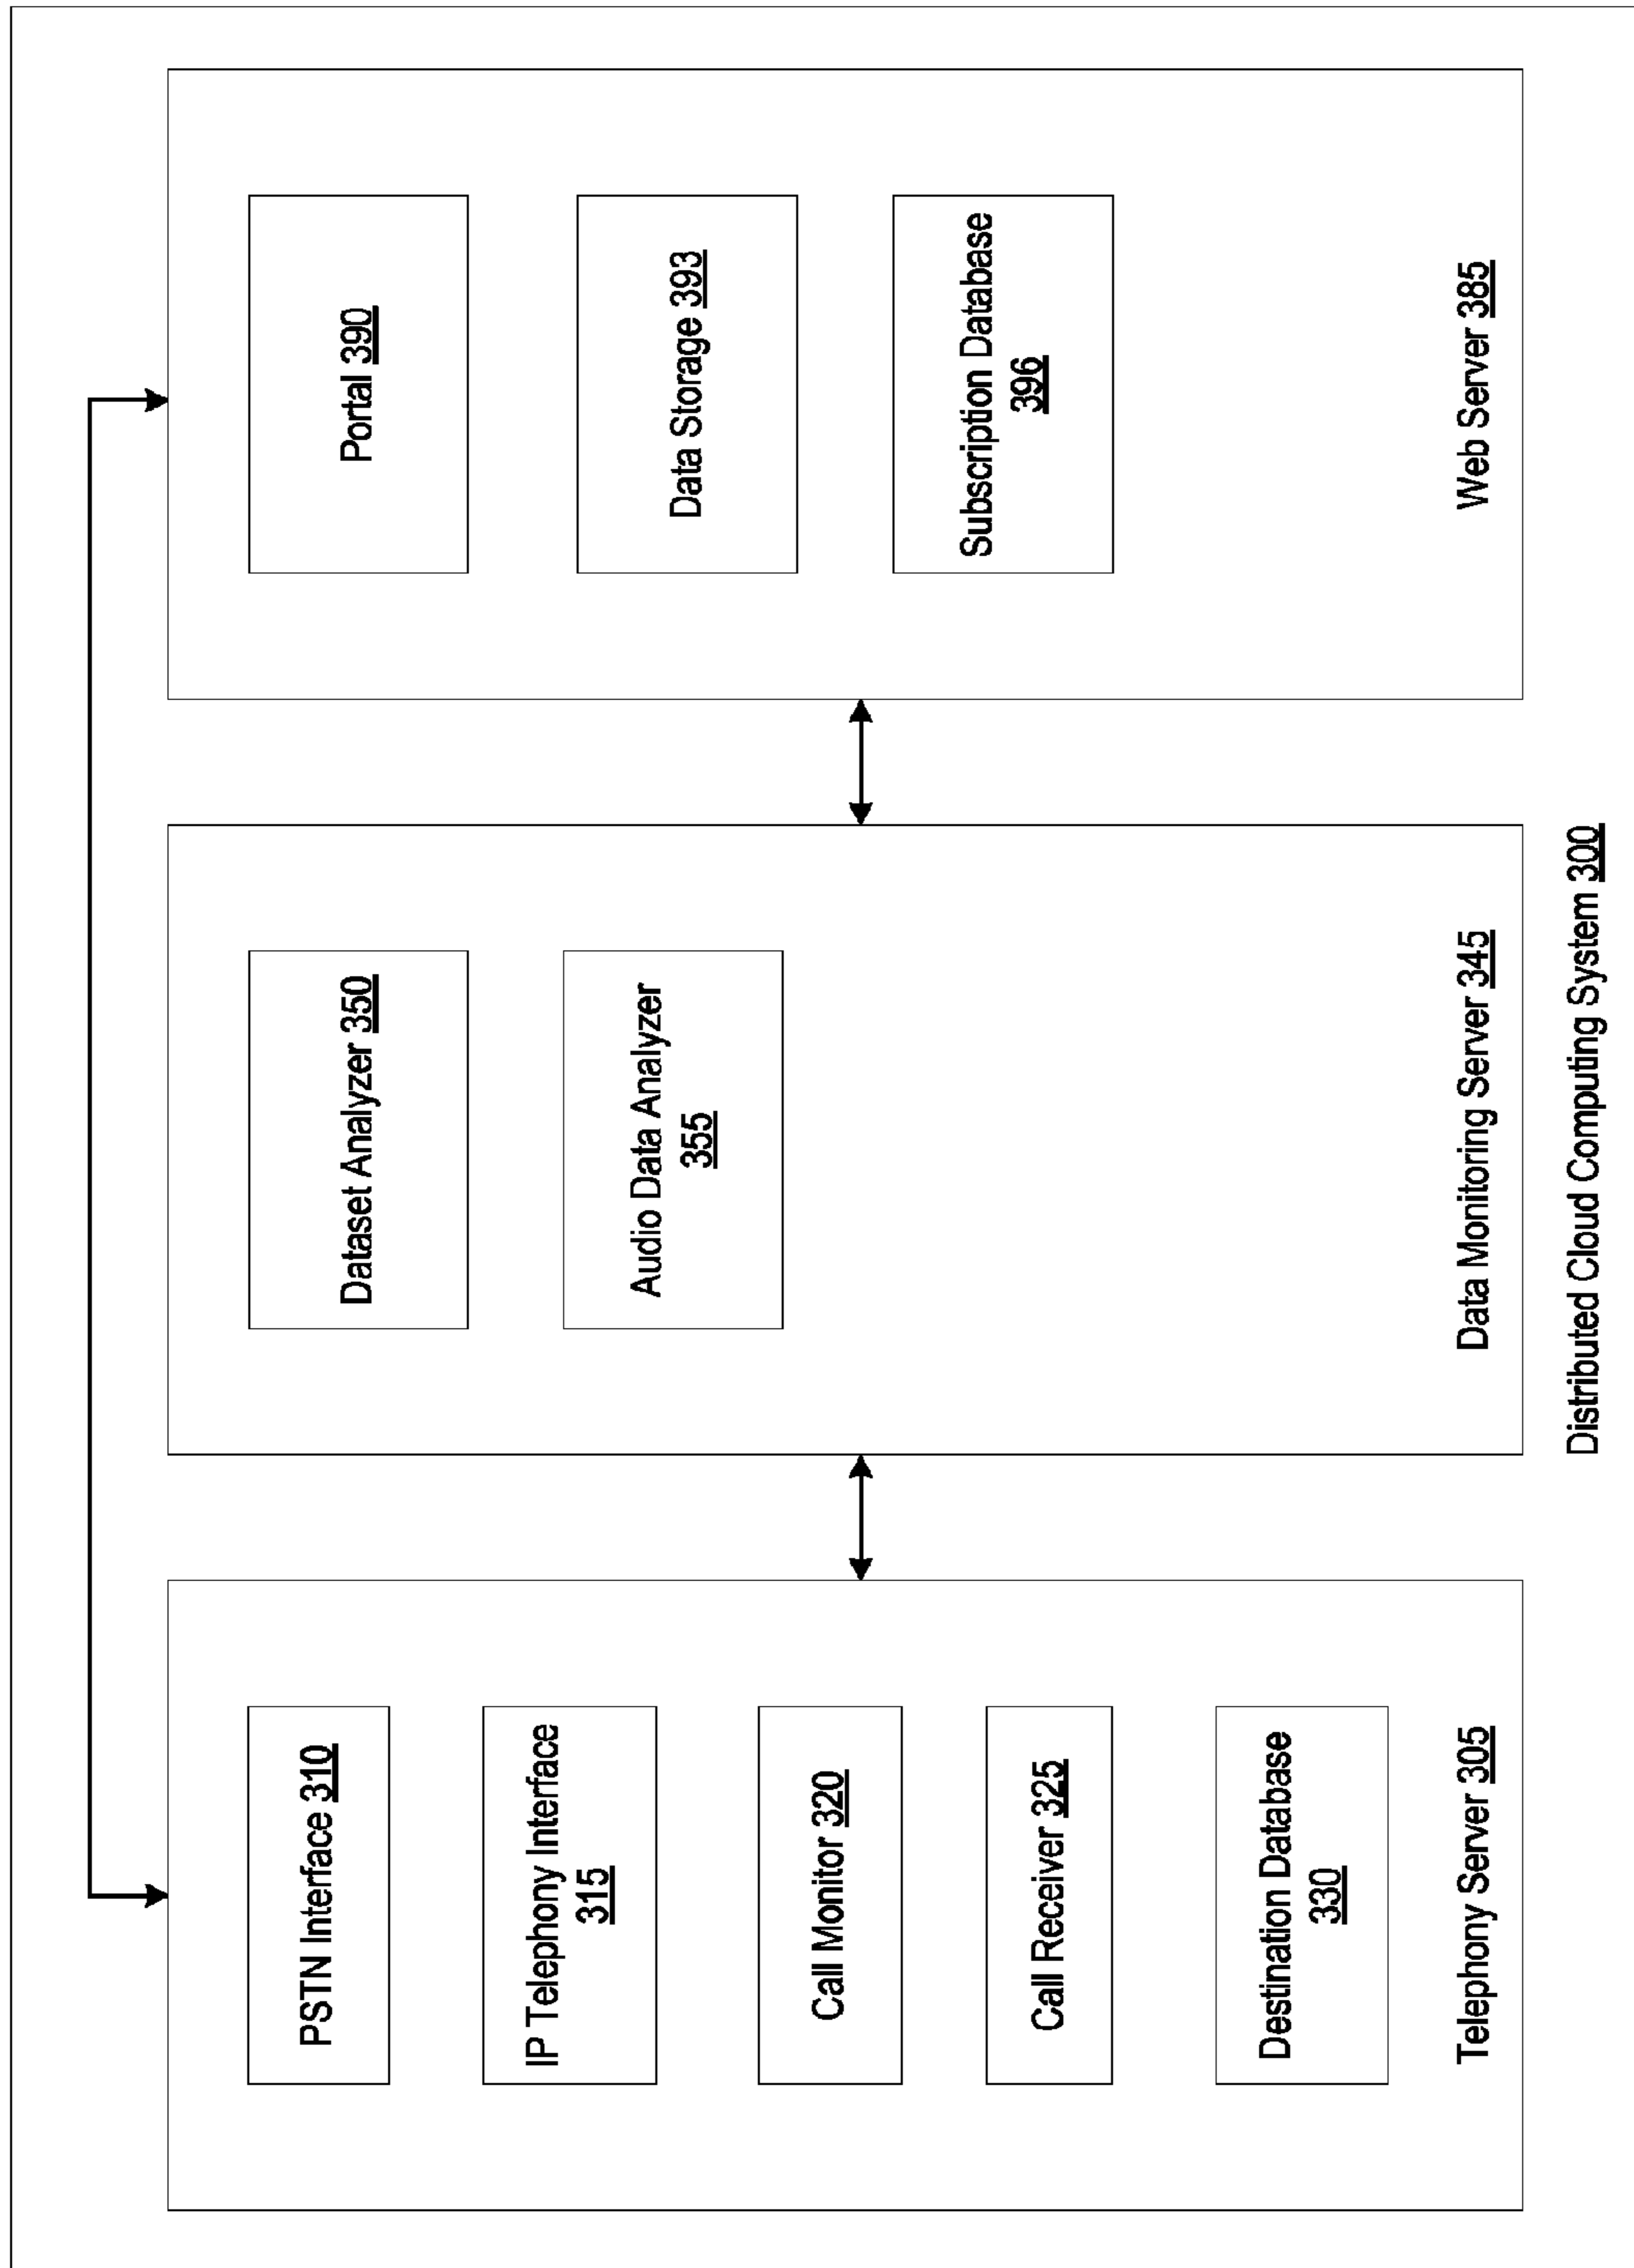 PSTN Interface 310
IP Telephony Interface
315
Call Monitor 320
Call Receiver 325
Destination Database
330
Telephony Server 305
Dataset Analyzer 350
Audio Data Analyzer
355
Data Monitoring Server 345
Portal 390
Data Storage 393
Subscription Database
396
Web Server 385
Distributed Cloud Computing System 300